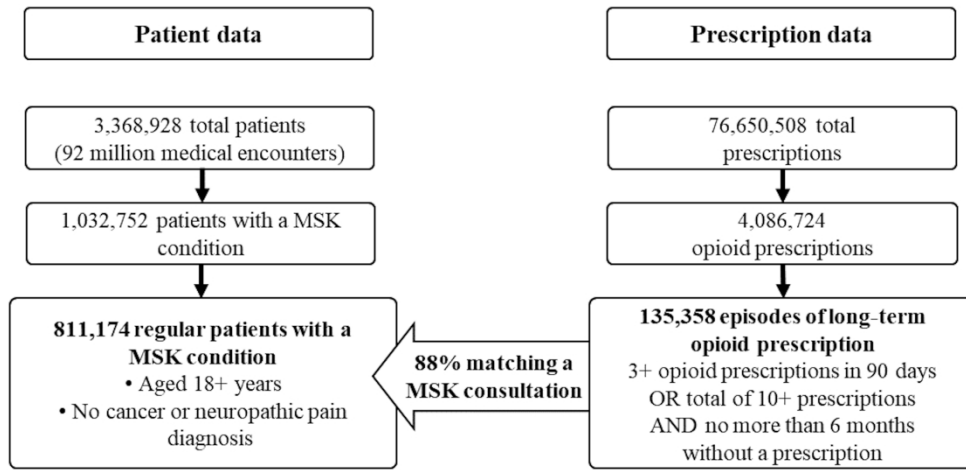 Patient data
Prescription data
3,368,928 total patients
(92 million medical encounters)
76,650,508 total
prescriptions
1,032,752 patients with a MSK
condition
4,086,724
opioid prescriptions
811,174 regular patients with a
MSK condition
• Aged 18+ years
• No cancer or neuropathic pain
diagnosis
88% matching a
MSK consultation
135,358 episodes of long-term
opioid prescription
3+ opioid prescriptions in 90 days
OR total of 10+ prescriptions
AND no more than 6 months
without a prescription